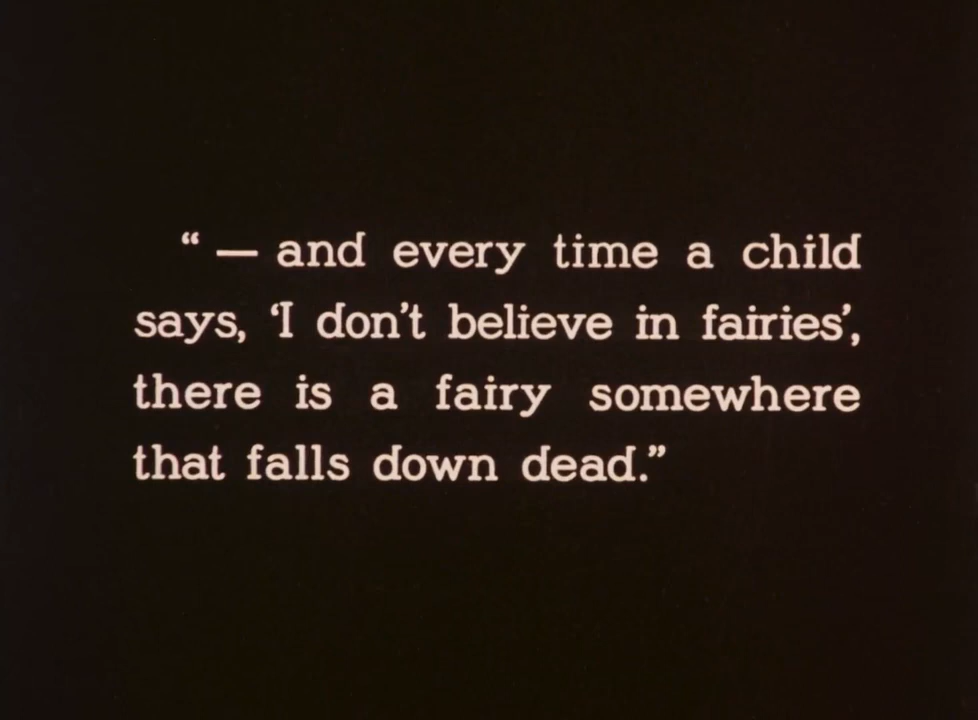 “ — and every time a child
says, ‘I don’t believe in fairies’,
there is a fairy somewhere
that falls down dead.”